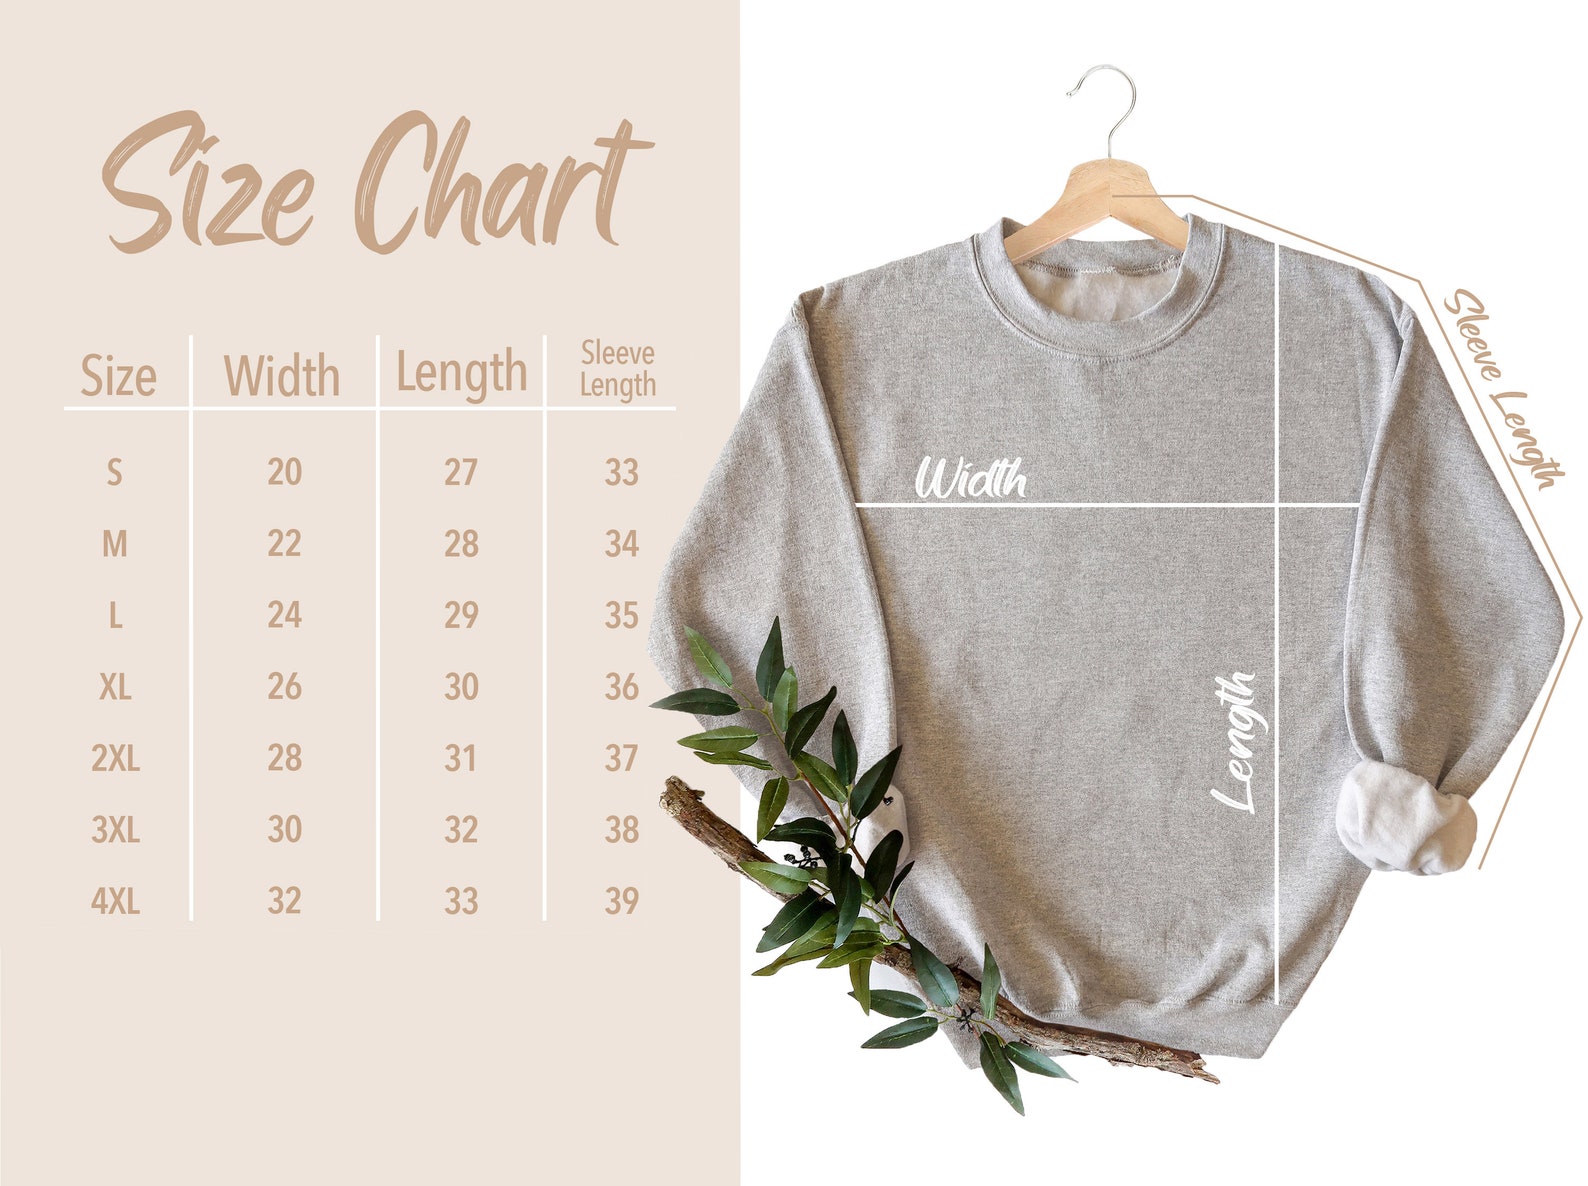 Size Chart
Size Width Length Sleeve Length
S 20 27 33
M 22 28 34
L 24 29 35
XL 26 30 36
2XL 28 31 37
3XL 30 32 38
4XL 32 33 39
Width
Length
Sleeve Length